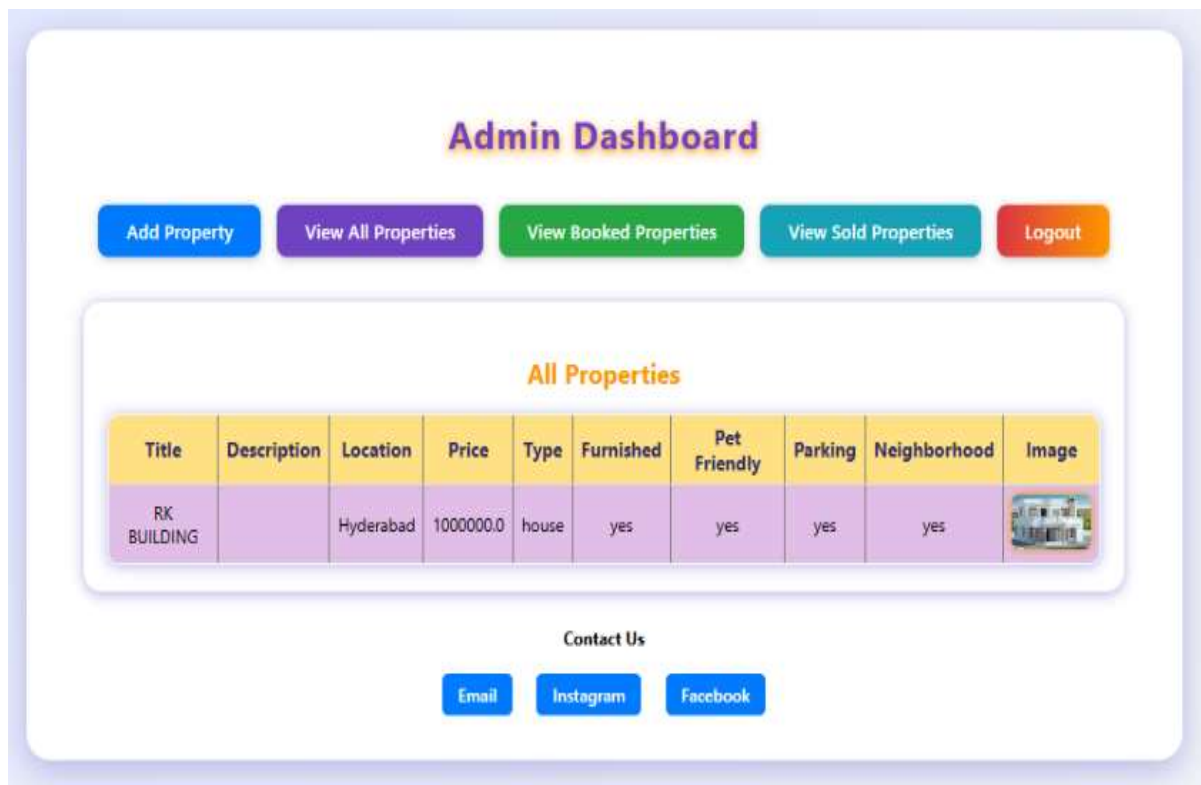 Admin Dashboard
Add Property View All Properties View Booked Properties View Sold Properties Logout
All Properties
Title Description Location Price Type Furnished Pet Friendly Parking Neighborhood Image
RK BUILDING Hyderabad 1000000.0 house yes yes yes yes
Contact Us
Email Instagram Facebook